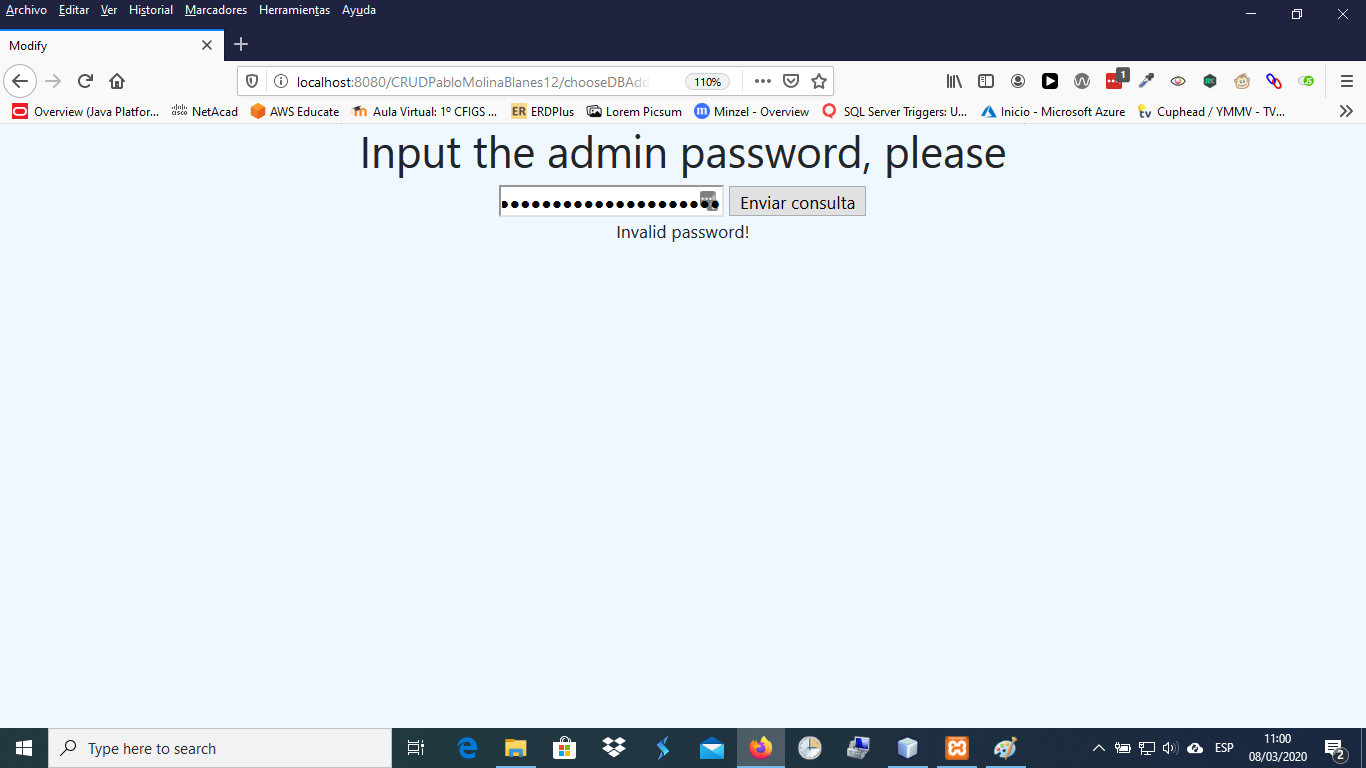 Archivo Editar Ver Historial Marcadores Herramientas Ayuda
Modify
localhost:8080/CRUDPabloMolinaBlanes12/chooseDBAdd 110%
1
Overview (Java Platfor... NetAcad AWS Educate Aula Virtual: 1º CFIGS ... ER ERDPlus Lorem Picsum m Minzel - Overview SQL Server Triggers: U... Inicio - Microsoft Azure tv Cuphead / YMMV - TV...
Input the admin password, please
Enviar consulta
Invalid password!
Type here to search
ESP
11:00
08/03/2020
2